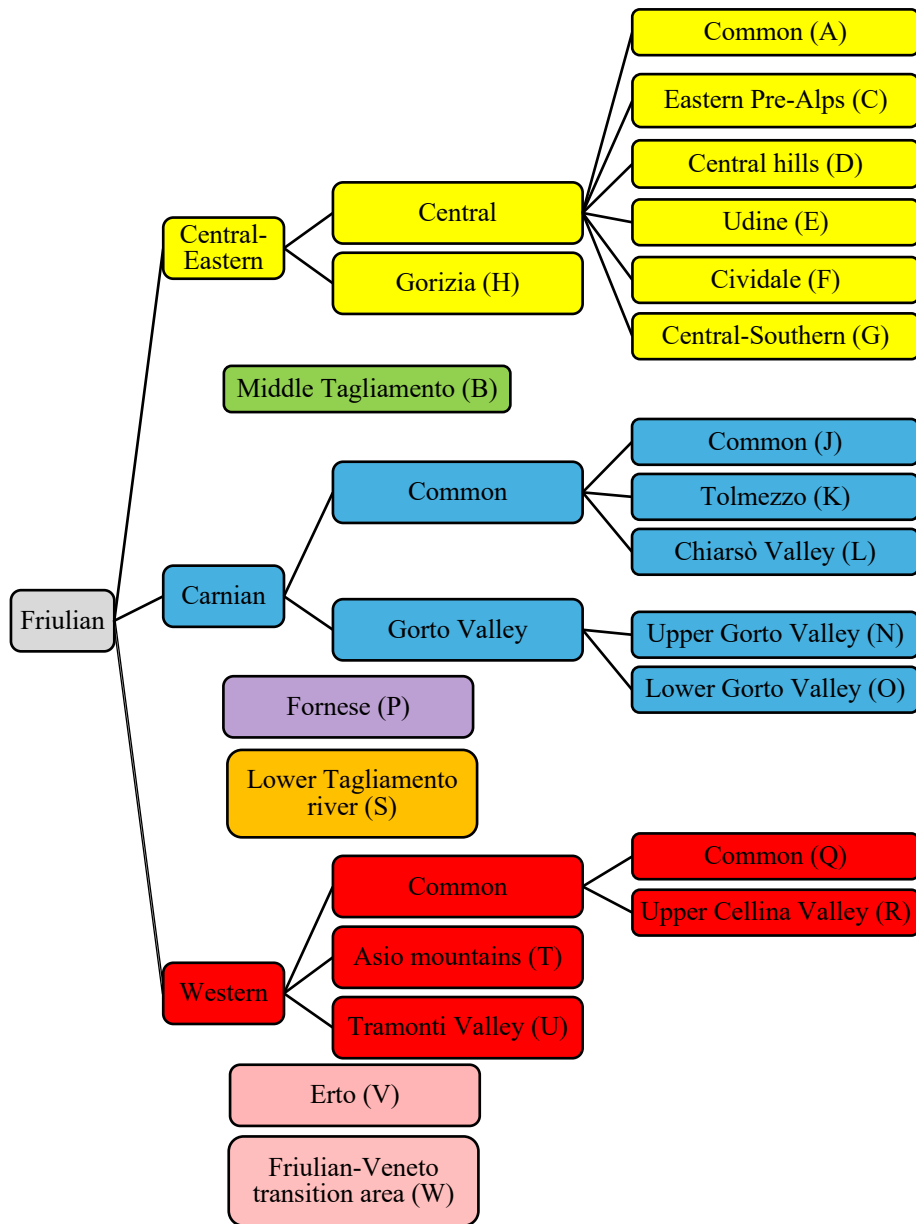 Common (A)
Eastern Pre-Alps (C)
Central hills (D)
Central
Udine (E)
Central-
Eastern
Gorizia (H)
Cividale (F)
Central-Southern (G)
Middle Tagliamento (B)
Common (J)
Common
Tolmezzo (K)
Chiarsò Valley (L)
Friulian
Carnian
Gorto Valley
Upper Gorto Valley (N)
Lower Gorto Valley (O)
Fornese (P)
Lower Tagliamento
river (S)
Common (Q)
Common
Upper Cellina Valley (R)
Asio mountains (T)
Western
Tramonti Valley (U)
Erto (V)
Friulian-Veneto
transition area (W)